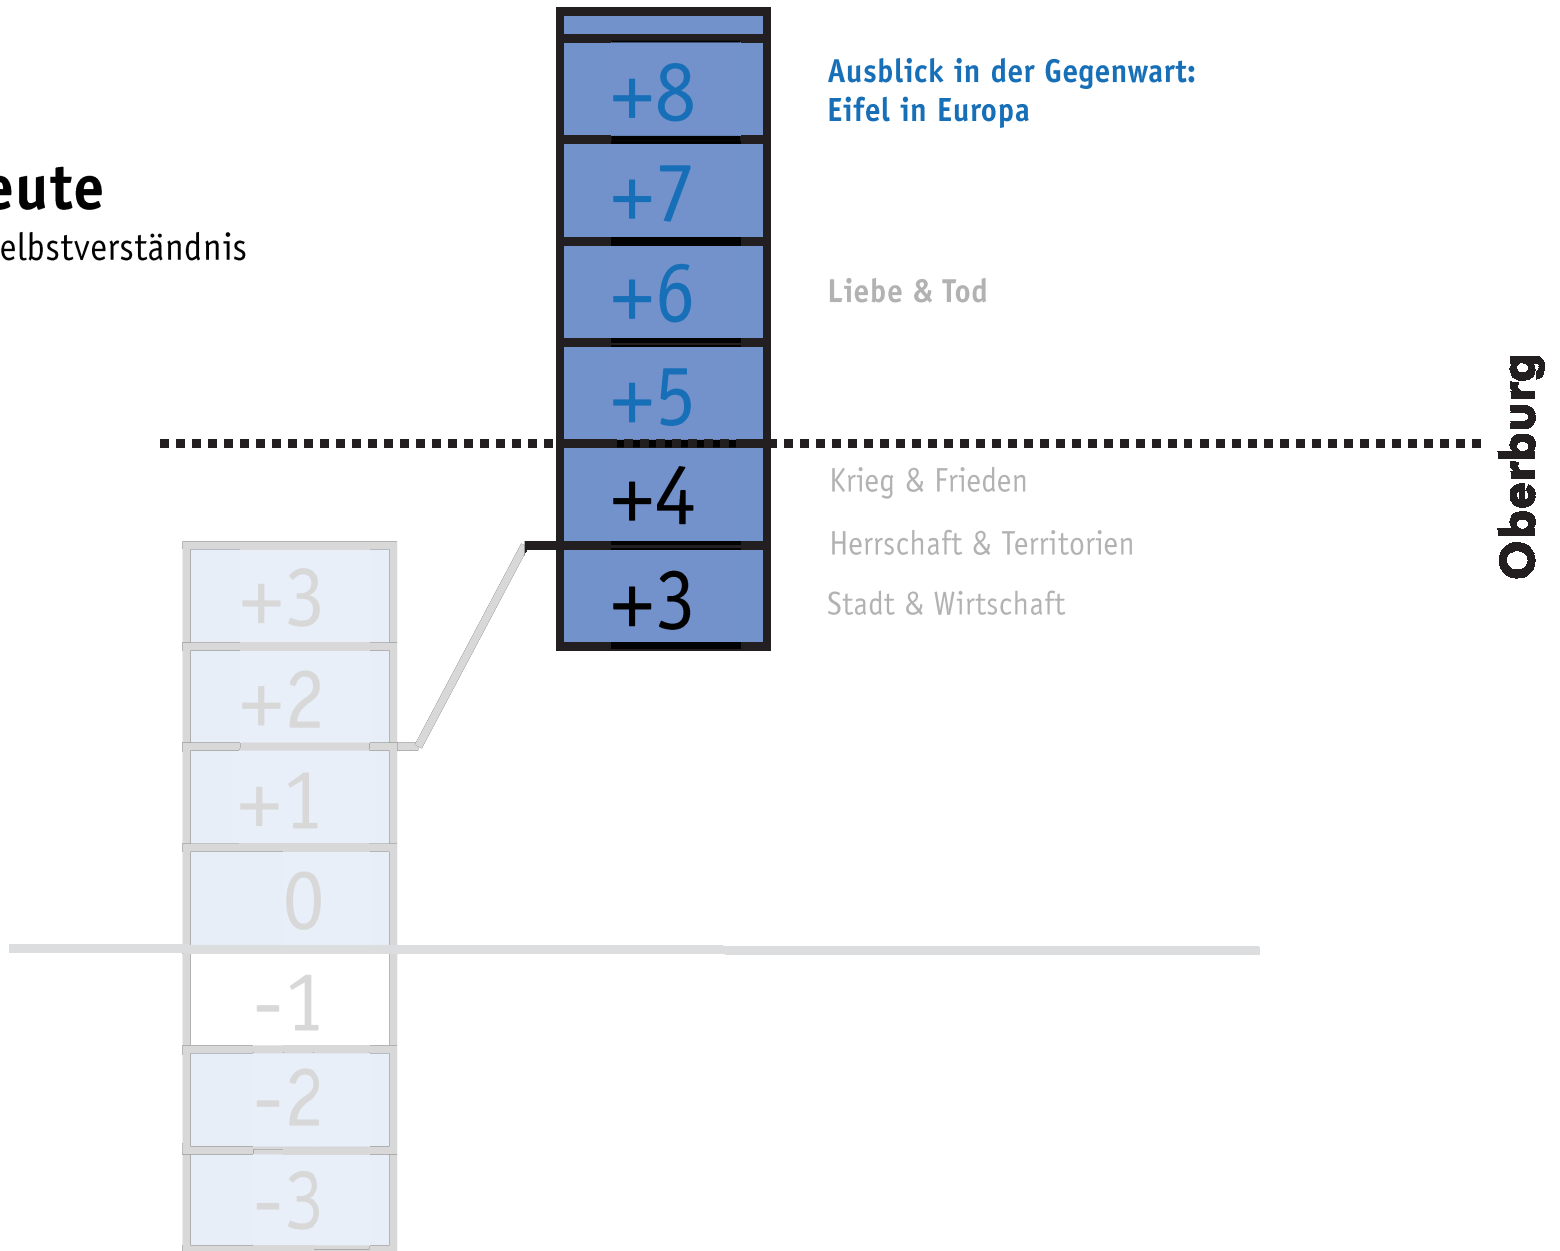 +8
Ausblick in der Gegenwart:
Eifel in Europa
eute
elbstverständnis
+7
+6
Liebe & Tod
+5
Oberburg
+4
Krieg & Frieden
Herrschaft & Territorien
+3
Stadt & Wirtschaft
+3
+2
+1
0
-1
-2
-3